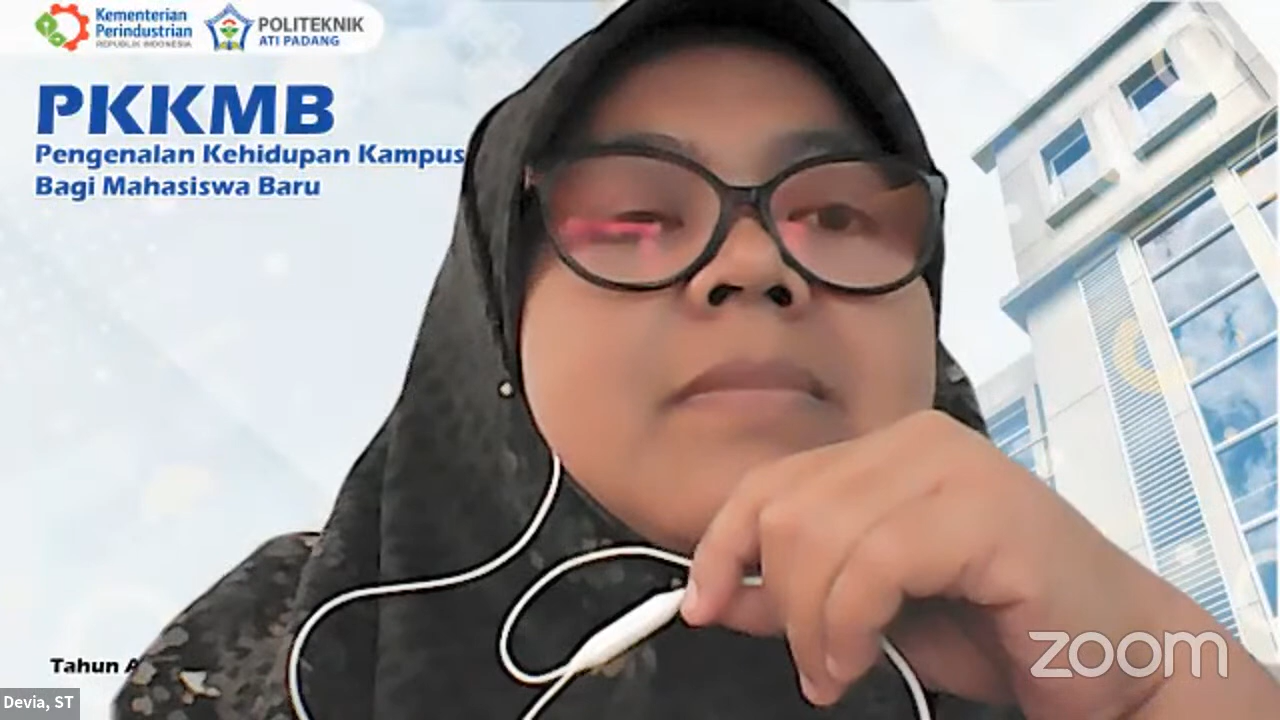 Kementerian
Perindustrian
REPUBLIK INDONESIA
POLITEKNIK
ATI PADANG
PKKMB
Pengenalan Kehidupan Kampus
Bagi Mahasiswa Baru
Tahun A
Devia, ST
zoom